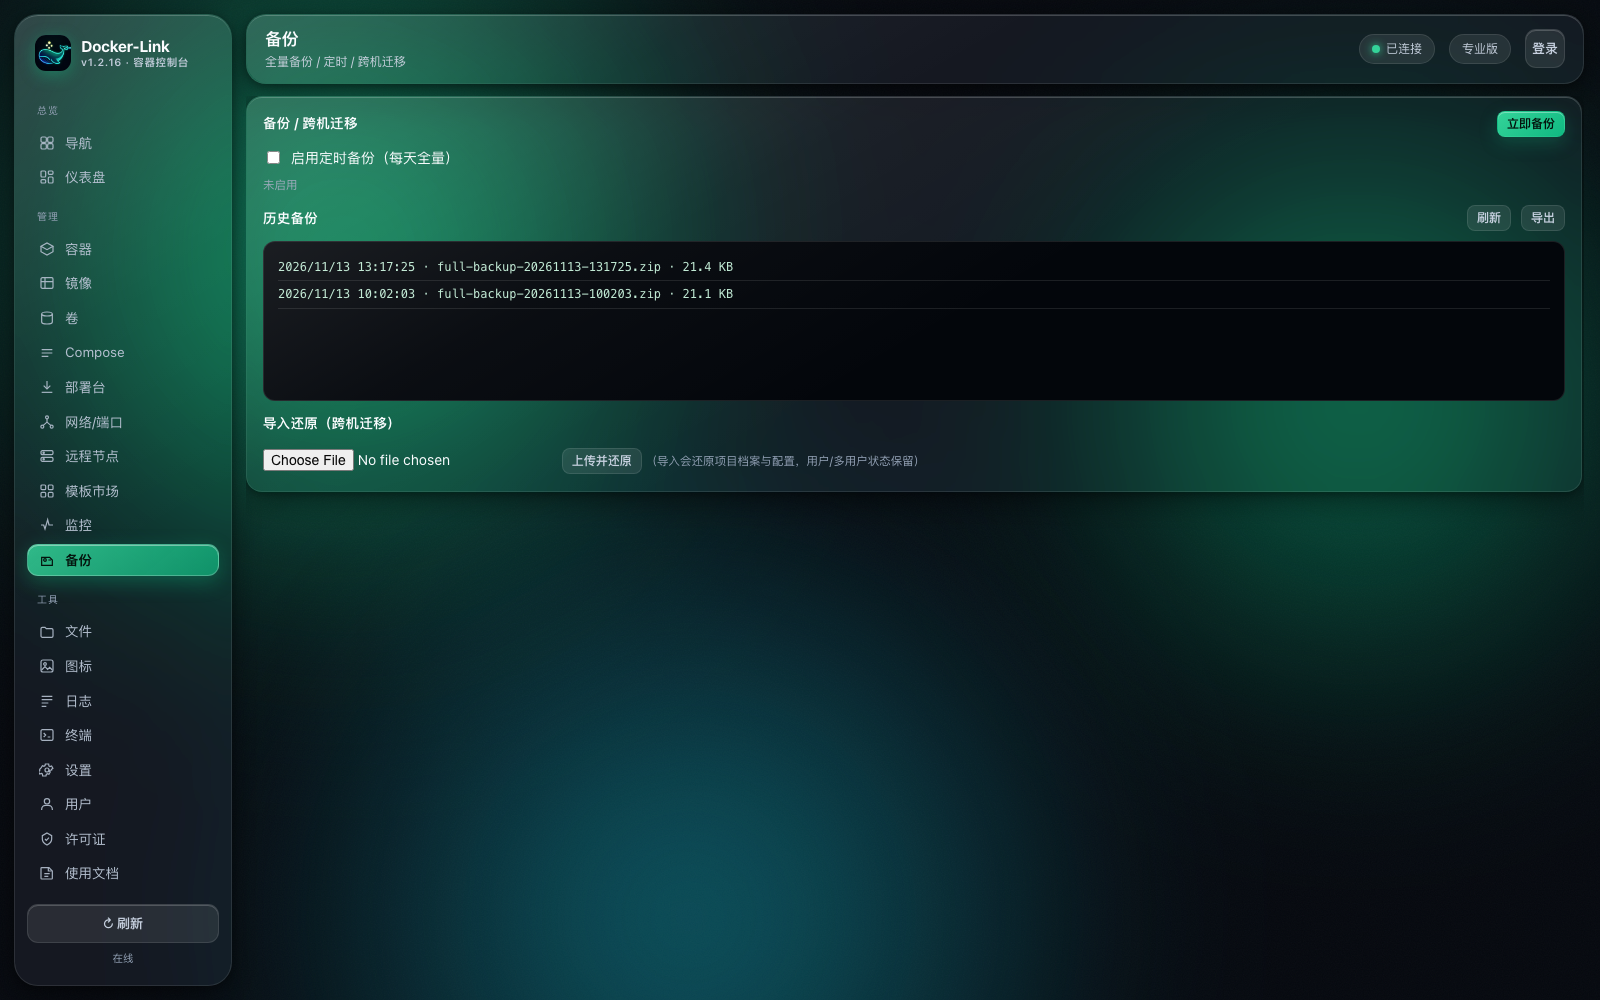 Docker-Link
v1.2.16 · 容器控制台
总览
导航
仪表盘
管理
容器
镜像
卷
Compose
部署台
网络/端口
远程节点
模板市场
监控
备份
工具
文件
图标
日志
终端
设置
用户
许可证
使用文档
↻ 刷新
在线
备份
全量备份 / 定时 / 跨机迁移
已连接
专业版
登录
备份 / 跨机迁移
立即备份
启用定时备份（每天全量）
未启用
历史备份
刷新
导出
2026/11/13 13:17:25 · full-backup-20261113-131725.zip · 21.4 KB
2026/11/13 10:02:03 · full-backup-20261113-100203.zip · 21.1 KB
导入还原（跨机迁移）
Choose File No file chosen
上传并还原
（导入会还原项目档案与配置，用户/多用户状态保留）